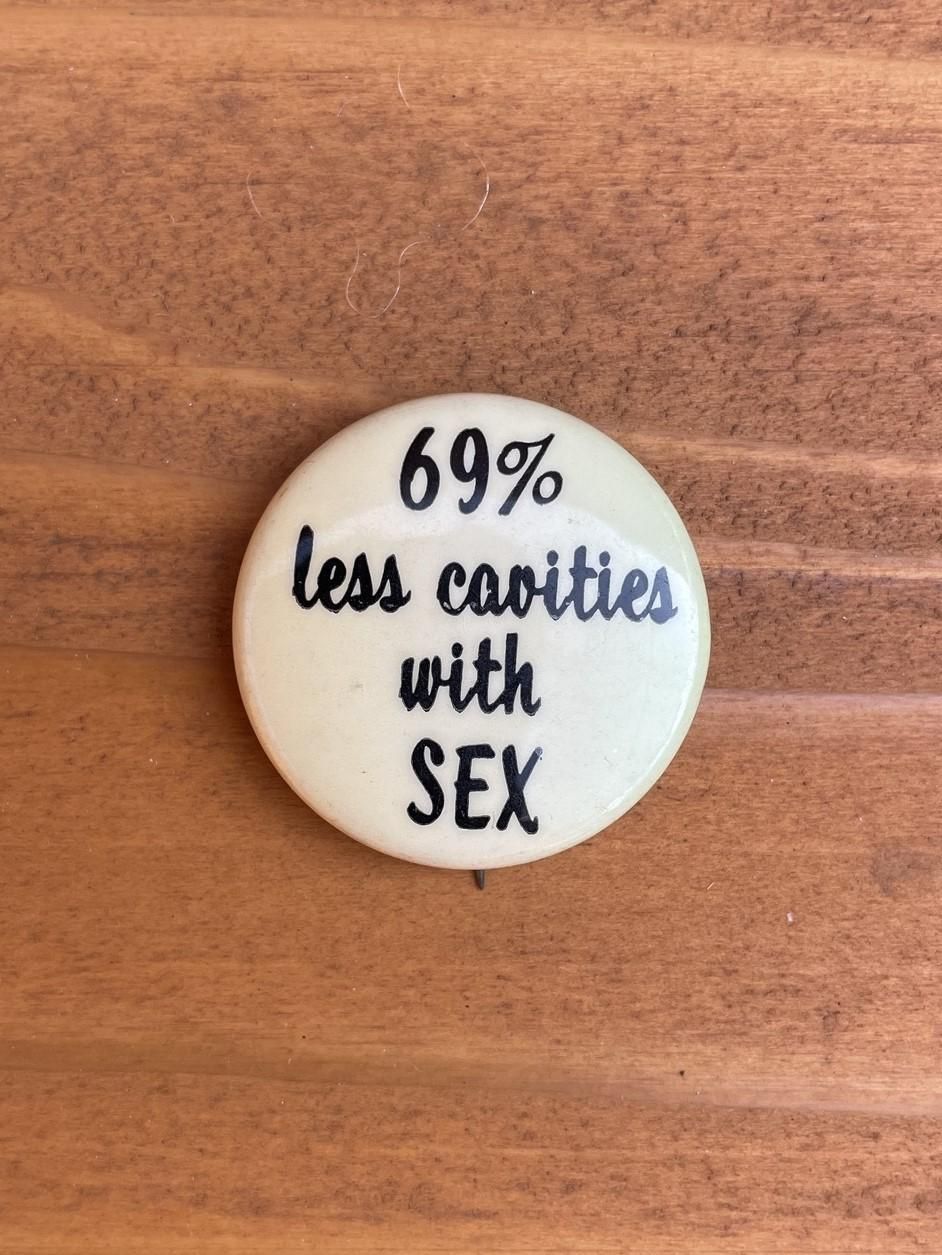 69%
less cavities
with
SEX